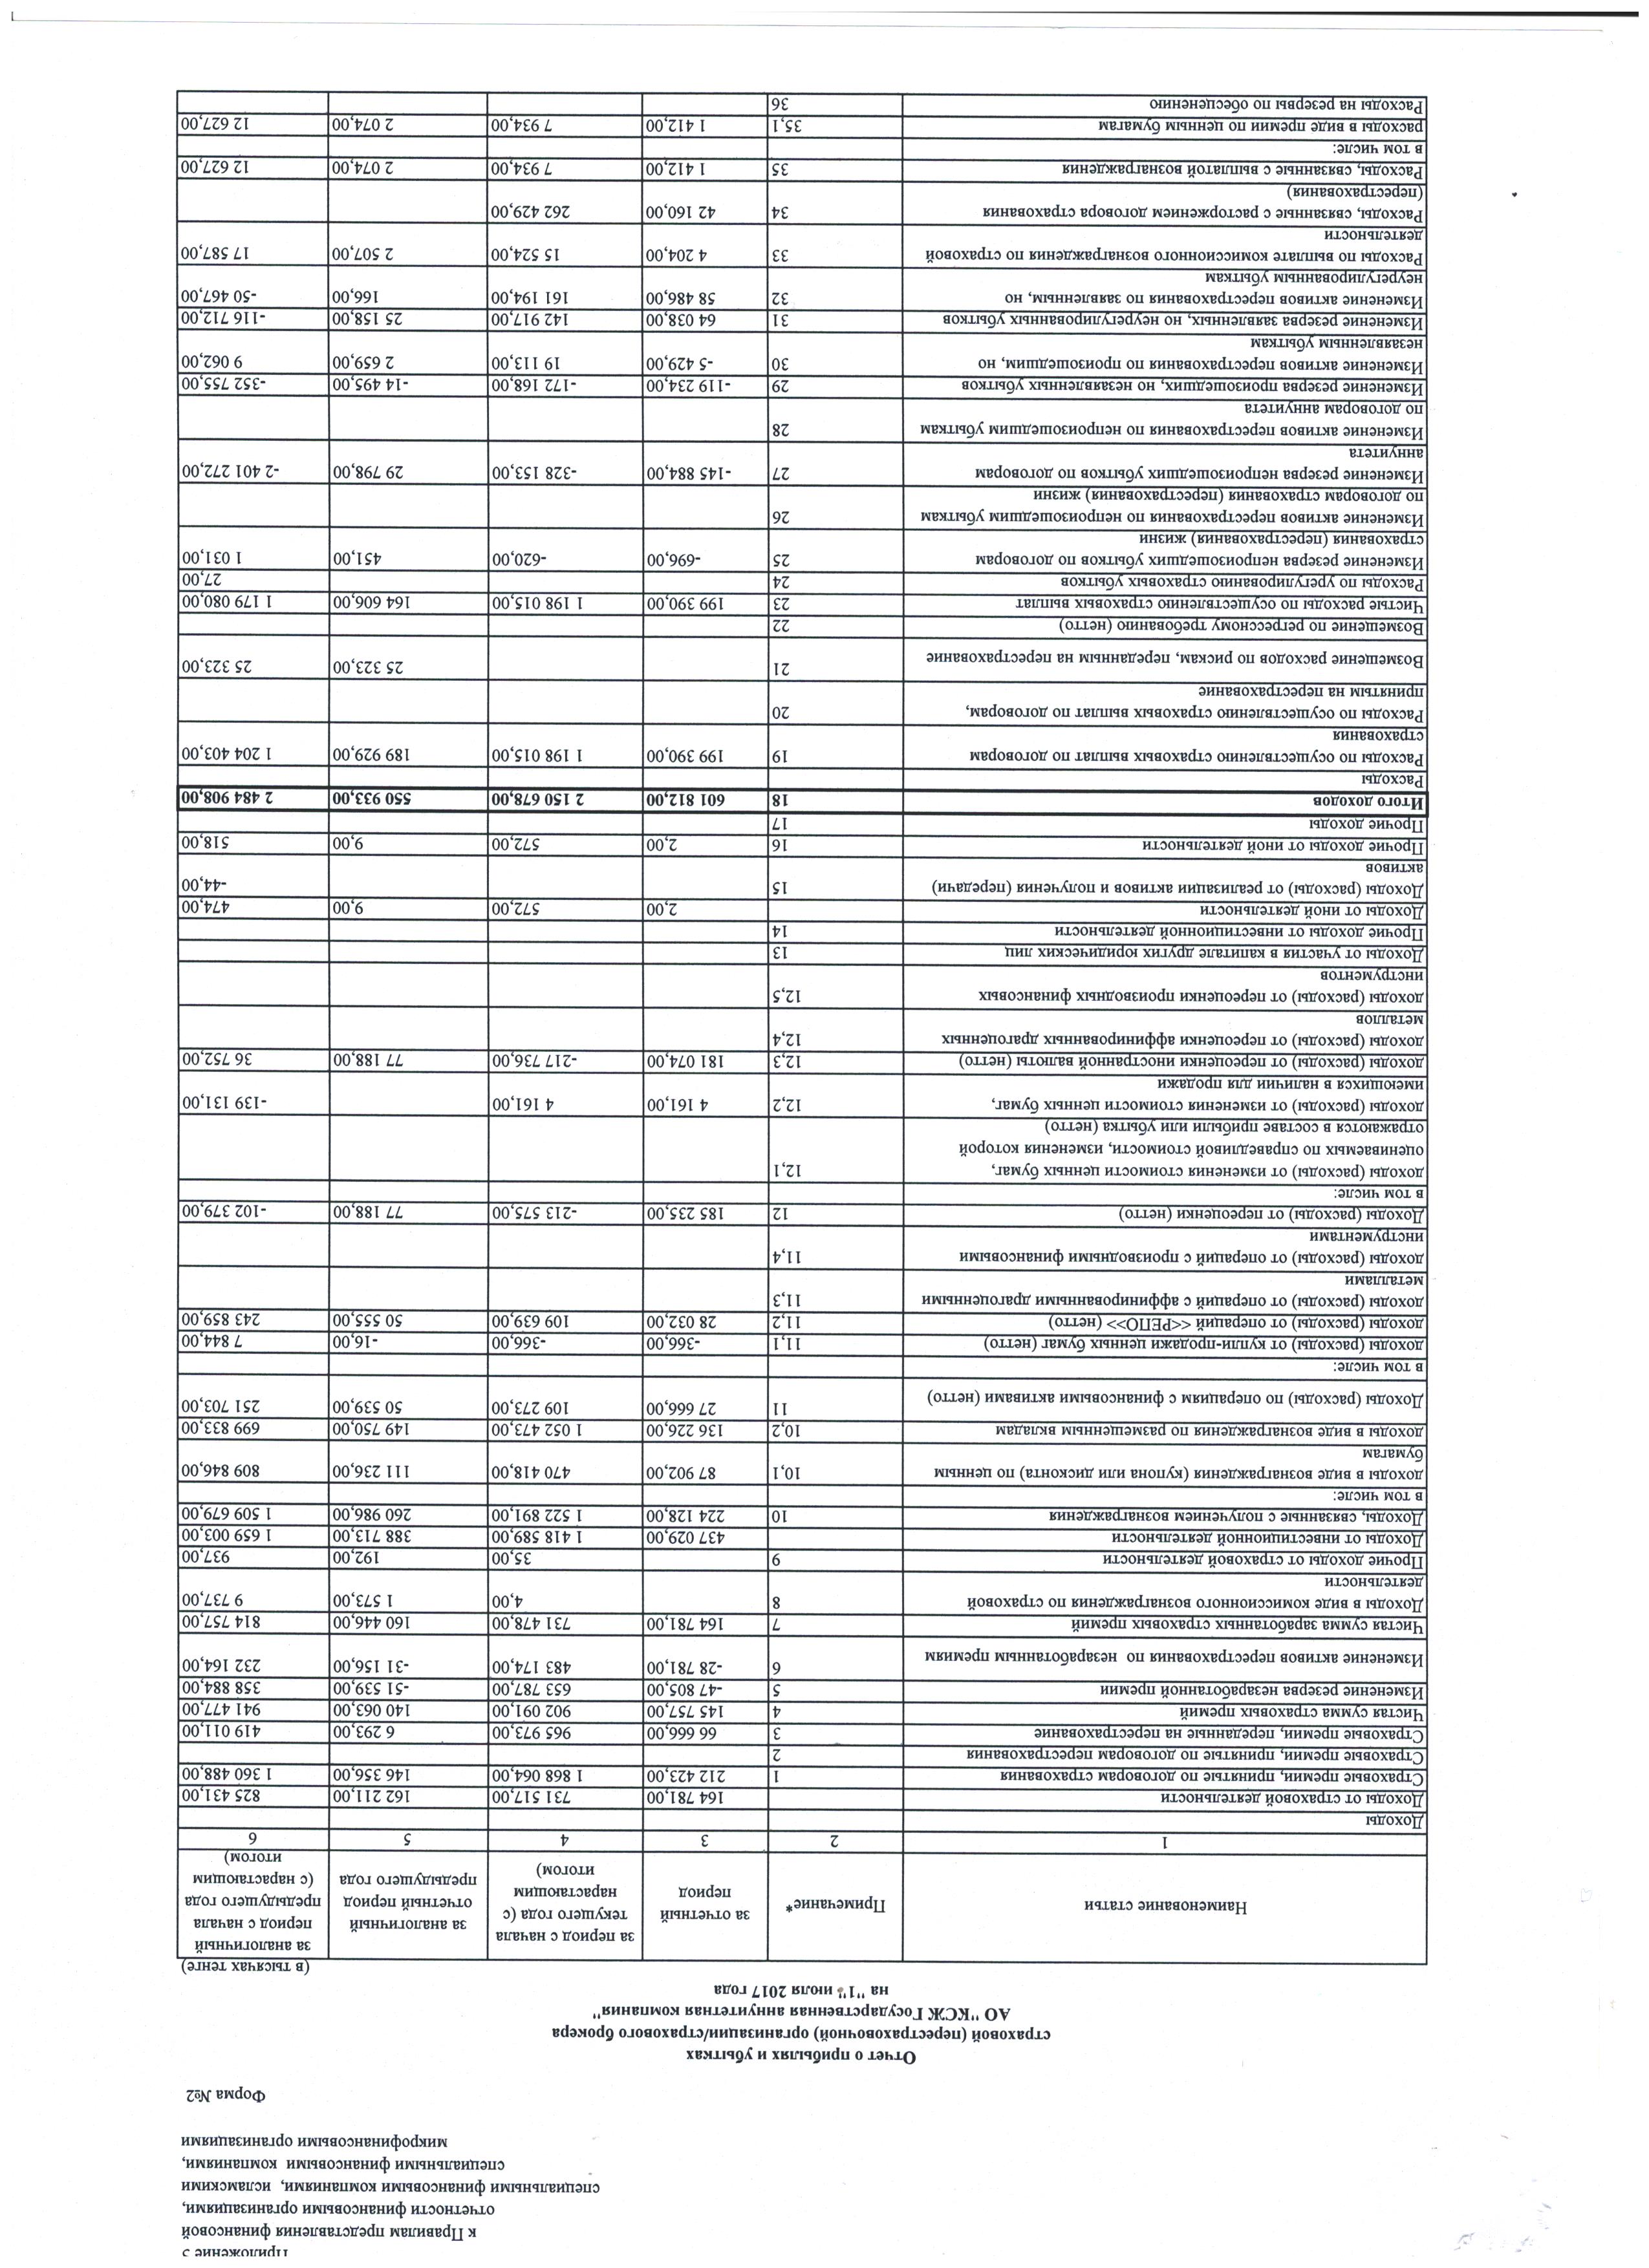 Приложение 3
к Правилам представления финансовой
отчетности финансовыми организациями,
специальными финансовыми компаниями, исламскими
специальными финансовыми компаниями,
микрофинансовыми организациями
Форма №2
Отчет о прибылях и убытках
страховой (перестраховочной) организации/страхового брокера
АО "КСЖ Государственная аннуитетная компания"
на "1" июля 2017 года
(в тысячах тенге)
Наименование статьи Примечание* за отчетный период за период с начала текущего года (с нарастающим итогом) за аналогичный отчетный период предыдущего года за аналогичный период с начала предыдущего года (с нарастающим итогом)
1 2 3 4 5 6
Доходы
Доходы от страховой деятельности 164 781,00 731 517,00 162 211,00 825 431,00
Страховые премии, принятые по договорам страхования 1 212 423,00 1 868 064,00 146 356,00 1 360 488,00
Страховые премии, принятые по договорам перестрахования 2
Страховые премии, переданные на перестрахование 3 66 666,00 965 973,00 6 293,00 419 011,00
Чистая сумма страховых премий 4 145 757,00 902 091,00 140 063,00 941 477,00
Изменение резерва незаработанной премии 5 -47 805,00 653 787,00 -51 539,00 358 884,00
Изменение активов перестрахования по незаработанным премиям 6 -28 781,00 483 174,00 -31 156,00 232 164,00
Чистая сумма заработанных страховых премий 7 164 781,00 731 478,00 160 446,00 814 757,00
Доходы в виде комиссионного вознаграждения по страховой 8 4,00 1 573,00 9 737,00
деятельности
Прочие доходы от страховой деятельности 9 35,00 192,00 937,00
Доходы от инвестиционной деятельности 437 029,00 1 418 589,00 388 713,00 1 659 003,00
Доходы, связанные с получением вознаграждения 10 224 128,00 1 522 891,00 260 986,00 1 509 679,00
в том числе:
доходы в виде вознаграждения (купона или дисконта) по ценным 10,1 87 902,00 470 418,00 111 236,00 809 846,00
бумагам
доходы в виде вознаграждения по размещенным вкладам 10,2 136 226,00 1 052 473,00 149 750,00 699 833,00
Доходы (расходы) по операциям с финансовыми активами (нетто) 11 27 666,00 109 273,00 50 539,00 251 703,00
в том числе:
доходы (расходы) от купли-продажи ценных бумаг (нетто) 11,1 -366,00 -366,00 -16,00 7 844,00
доходы (расходы) от операций <<РЕПО>> (нетто) 11,2 28 032,00 109 639,00 50 555,00 243 859,00
доходы (расходы) от операций с аффинированными драгоценными 11,3
металлами
доходы (расходы) от операций с производными финансовыми 11,4
инструментами
Доходы (расходы) от переоценки (нетто) 12 185 235,00 -213 575,00 77 188,00 -102 379,00
в том числе:
доходы (расходы) от изменения стоимости ценных бумаг, 12,1
оцениваемых по справедливой стоимости, изменения которой
отражаются в составе прибыли или убытка (нетто)
доходы (расходы) от изменения стоимости ценных бумаг, 12,2 4 161,00 4 161,00 -139 131,00
имеющихся в наличии для продажи
доходы (расходы) от переоценки иностранной валюты (нетто) 12,3 181 074,00 -217 736,00 77 188,00 36 752,00
доходы (расходы) от переоценки аффинированных драгоценных 12,4
металлов
доходы (расходы) от переоценки производных финансовых 12,5
инструментов
Доходы от участия в капитале других юридических лиц 13
Прочие доходы от инвестиционной деятельности 14
Доходы от иной деятельности 2,00 572,00 9,00 474,00
Доходы (расходы) от реализации активов и получения (передачи) 15 -44,00
активов
Прочие доходы от иной деятельности 16 2,00 572,00 9,00 518,00
Прочие доходы 17
Итого доходов 18 601 812,00 2 150 678,00 550 933,00 2 484 908,00
Расходы
Расходы по осуществлению страховых выплат по договорам 19 199 390,00 1 198 015,00 189 929,00 1 204 403,00
страхования
Расходы по осуществлению страховых выплат по договорам, 20
принятым на перестрахование
Возмещение расходов по рискам, переданным на перестрахование 21 25 323,00 25 323,00
Возмещение по регрессному требованию (нетто) 22
Чистые расходы по осуществлению страховых выплат 23 199 390,00 1 198 015,00 164 606,00 1 179 080,00
Расходы по урегулированию страховых убытков 24 27,00
Изменение резерва непроизошедших убытков по договорам 25 -696,00 -620,00 451,00 1 031,00
страхования (перестрахования) жизни
Изменение активов перестрахования по непроизошедшим убыткам 26
по договорам страхования (перестрахования) жизни
Изменение резерва непроизошедших убытков по договорам 27 -145 884,00 -328 153,00 29 798,00 -2 401 272,00
аннуитета
Изменение активов перестрахования по непроизошедшим убыткам 28
по договорам аннуитета
Изменение резерва произошедших, но незаявленных убытков 29 -119 234,00 -172 168,00 -14 495,00 -352 755,00
Изменение активов перестрахования по произошедшим, но 30 -5 429,00 19 113,00 2 659,00 9 062,00
незаявленным убыткам
Изменение резерва заявленных, но неурегулированных убытков 31 64 038,00 142 917,00 25 158,00 -116 712,00
Изменение активов перестрахования по заявленным, но 32 58 486,00 161 194,00 166,00 -50 467,00
неурегулированным убыткам
Расходы по выплате комиссионного вознаграждения по страховой 33 4 204,00 15 524,00 2 507,00 17 587,00
деятельности
Расходы, связанные с расторжением договора страхования 34 42 160,00 262 429,00
(перестрахования)
Расходы, связанные с выплатой вознаграждения 35 1 412,00 7 934,00 2 074,00 12 627,00
в том числе:
расходы в виде премии по ценным бумагам 35,1 1 412,00 7 934,00 2 074,00 12 627,00
Расходы на резервы по обесценению 36